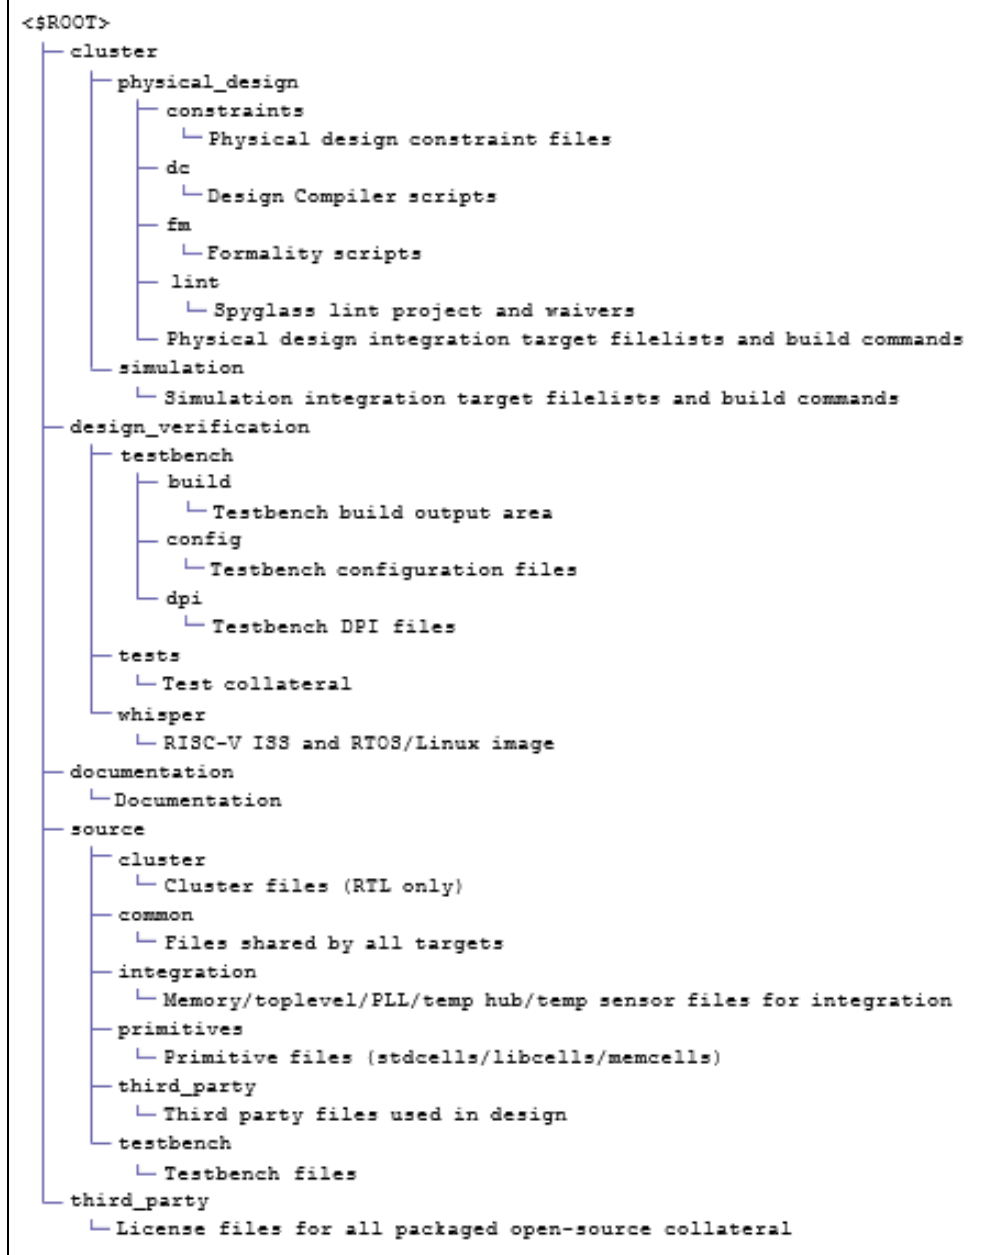 <$ROOT>
cluster
physical_design
constraints
Physical design constraint files
dc
Design Compiler scripts
fm
Formality scripts
lint
Spyglass lint project and waivers
Physical design integration target filelists and build commands
simulation
Simulation integration target filelists and build commands
design_verification
testbench
build
Testbench build output area
config
Testbench configuration files
dpi
Testbench DPI files
tests
Test collateral
whisper
RISC-V ISS and RTOS/Linux image
documentation
Documentation
source
cluster
Cluster files (RTL only)
common
Files shared by all targets
integration
Memory/toplevel/PLL/temp hub/temp sensor files for integration
primitives
Primitive files (stdcells/libcells/memcells)
third_party
Third party files used in design
testbench
Testbench files
third_party
License files for all packaged open-source collateral